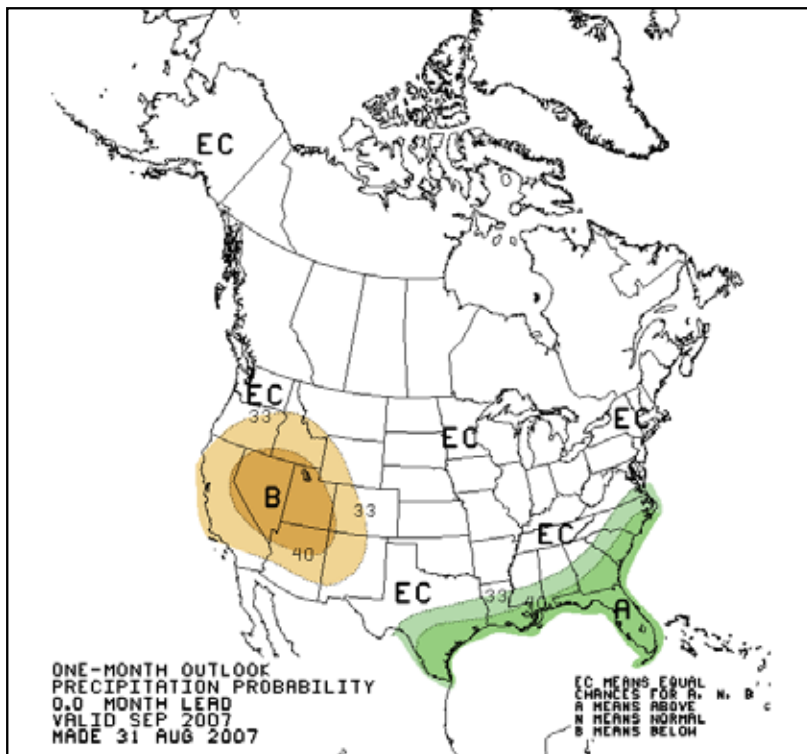 EC
EC
33
EC
EC
B
33
EC
40
33
40
EC
A
ONE-MONTH OUTLOOK
PRECIPITATION PROBABILITY
0.0 MONTH LEAD
VALID SEP 2007
MADE 31 AUG 2007
EC MEANS EQUAL
CHANCES FOR A, N, B
A MEANS ABOVE
N MEANS NORMAL
B MEANS BELOW